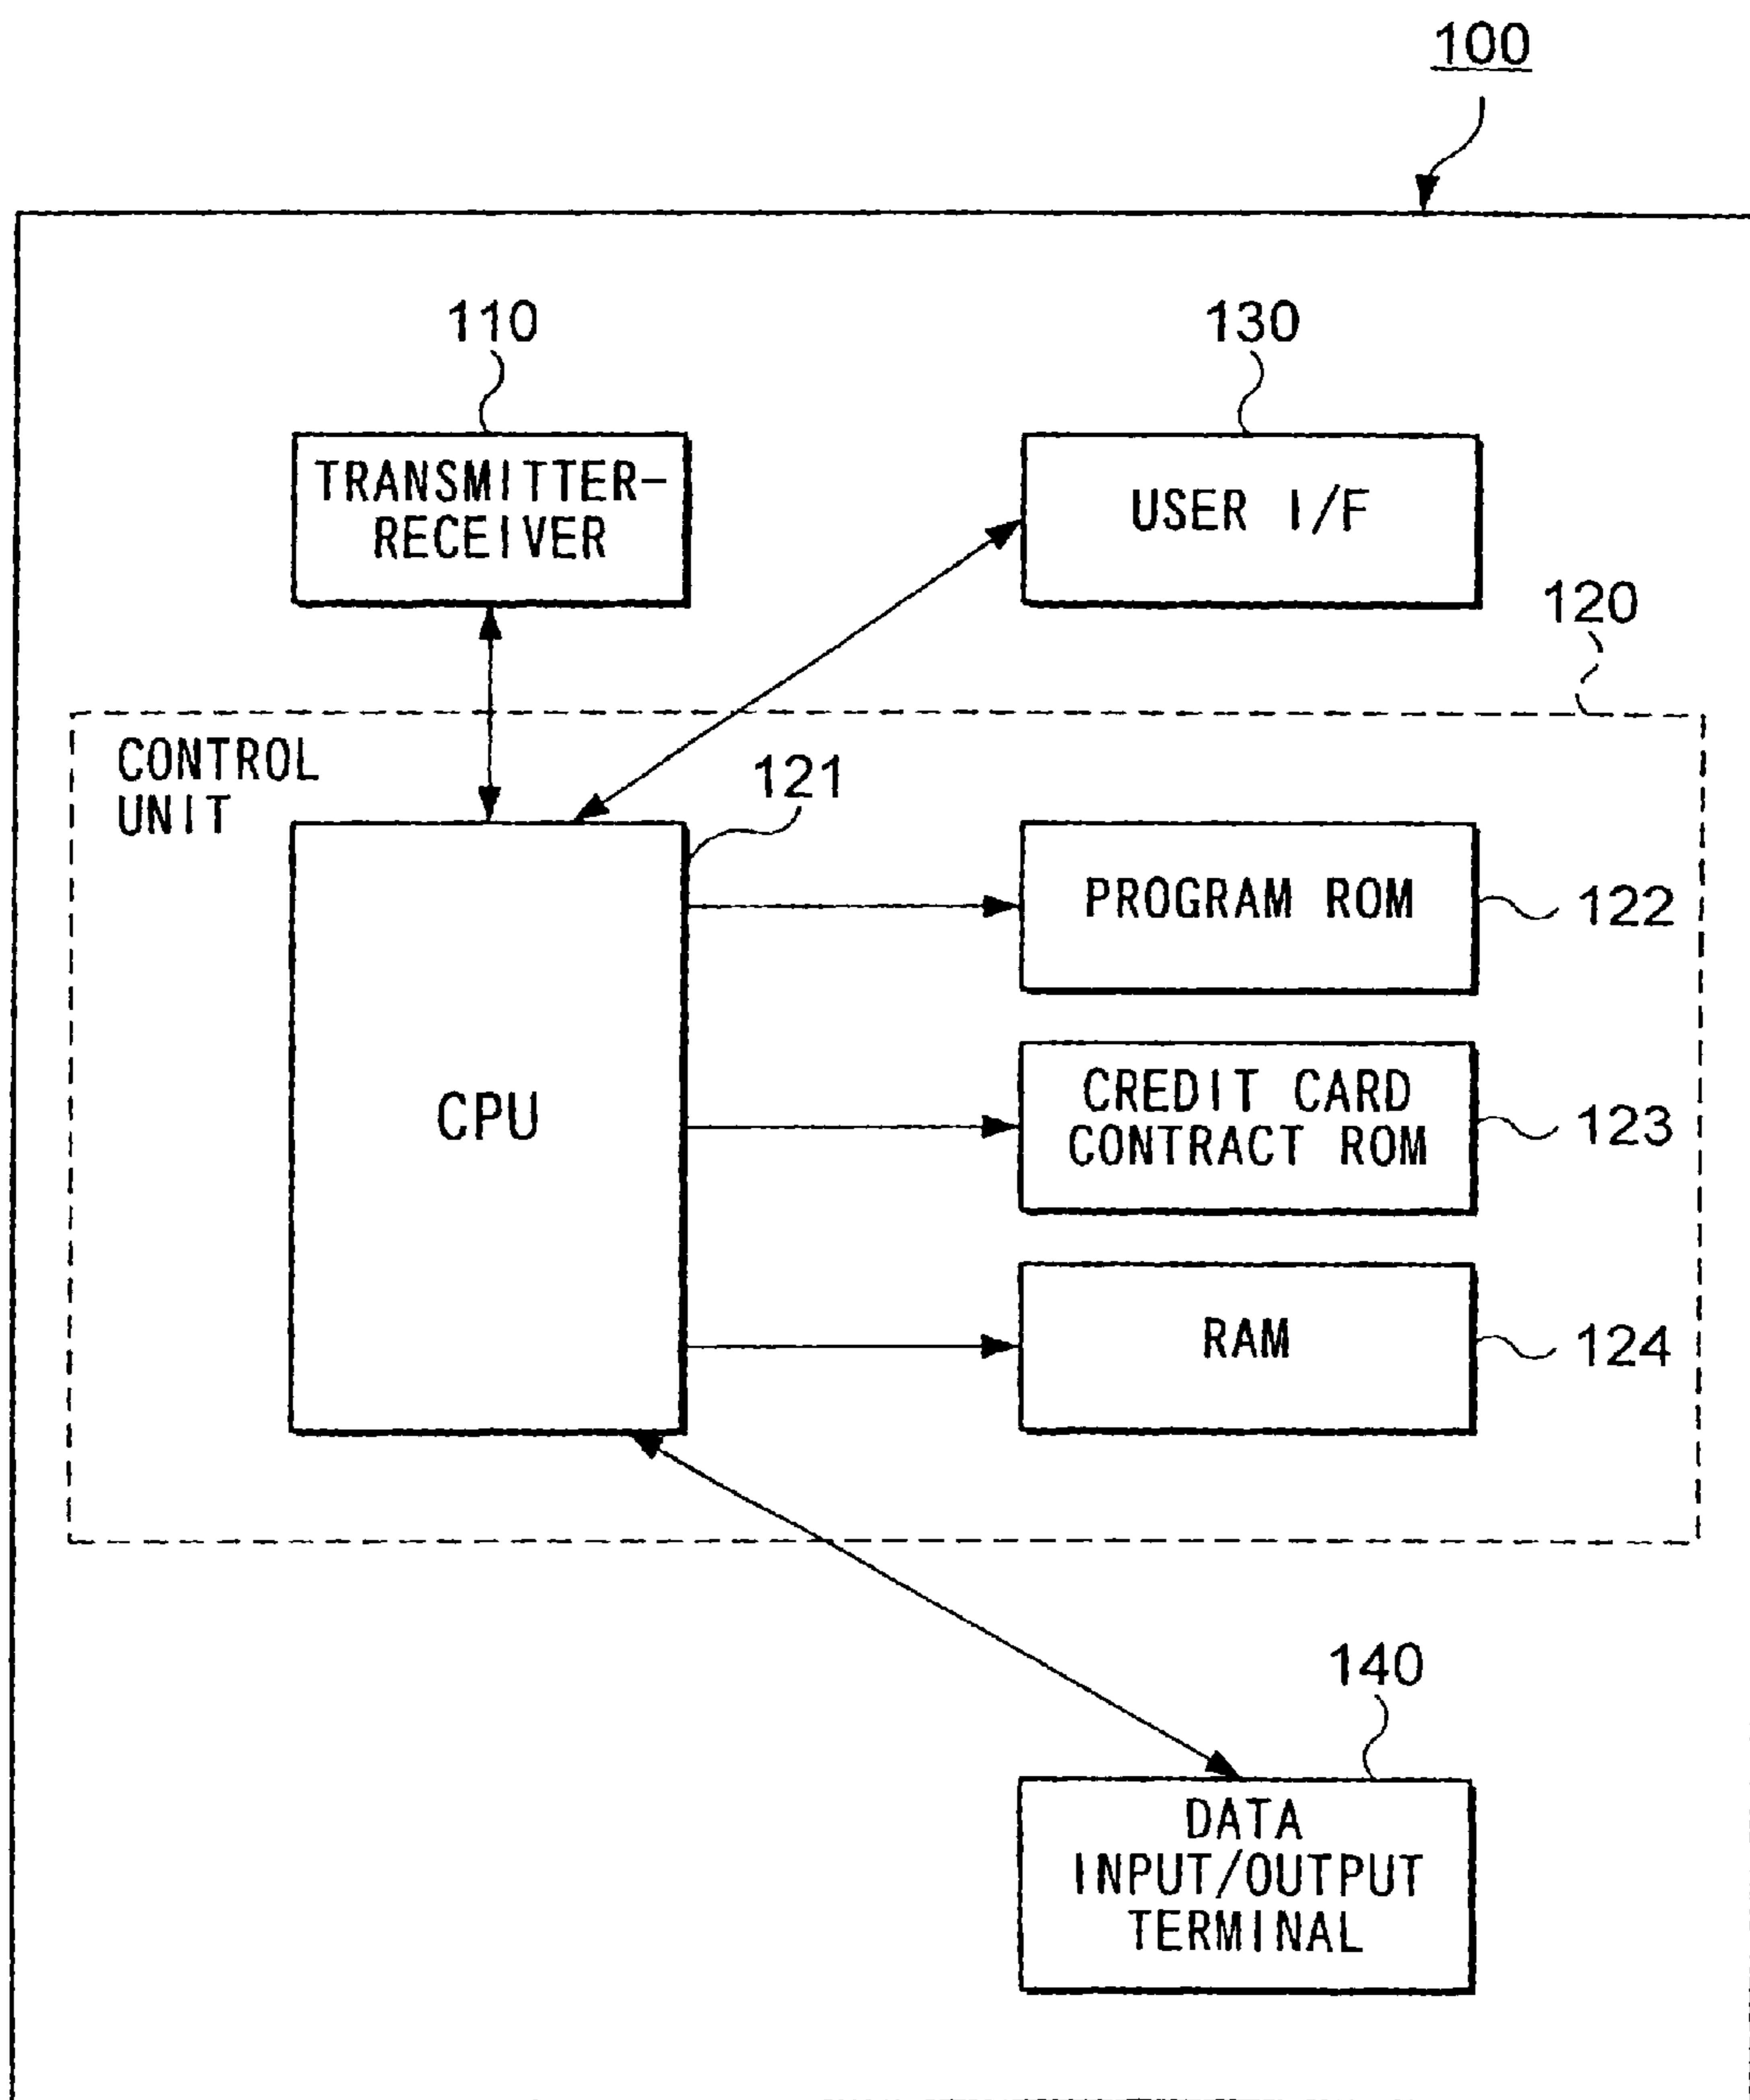 100
110
130
TRANSMITTER-
RECEIVER
USER I/F
120
CONTROL
UNIT
121
CPU
PROGRAM ROM
122
CREDIT CARD
CONTRACT ROM
123
RAM
124
140
DATA
INPUT/OUTPUT
TERMINAL